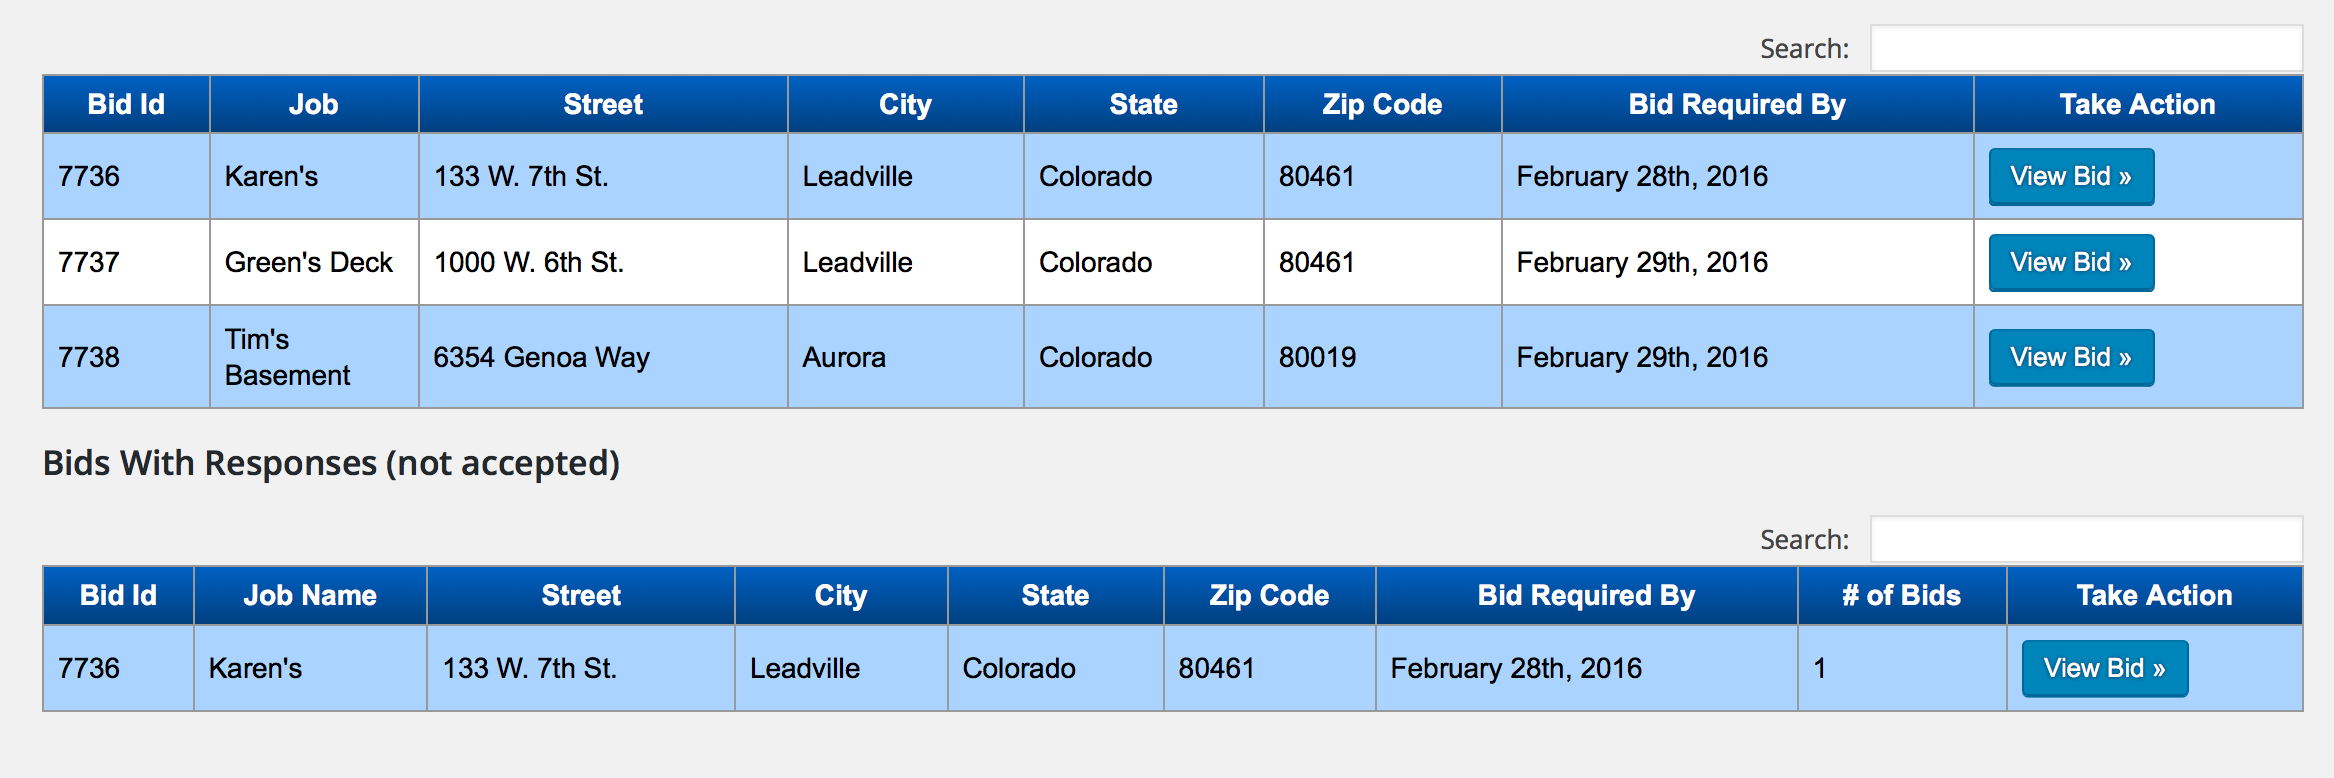 Search:
Bid Id Job Street City State Zip Code Bid Required By Take Action
7736 Karen's 133 W. 7th St. Leadville Colorado 80461 February 28th, 2016 View Bid »
7737 Green's Deck 1000 W. 6th St. Leadville Colorado 80461 February 29th, 2016 View Bid »
7738 Tim's Basement 6354 Genoa Way Aurora Colorado 80019 February 29th, 2016 View Bid »
Bids With Responses (not accepted)
Search:
Bid Id Job Name Street City State Zip Code Bid Required By # of Bids Take Action
7736 Karen's 133 W. 7th St. Leadville Colorado 80461 February 28th, 2016 1 View Bid »